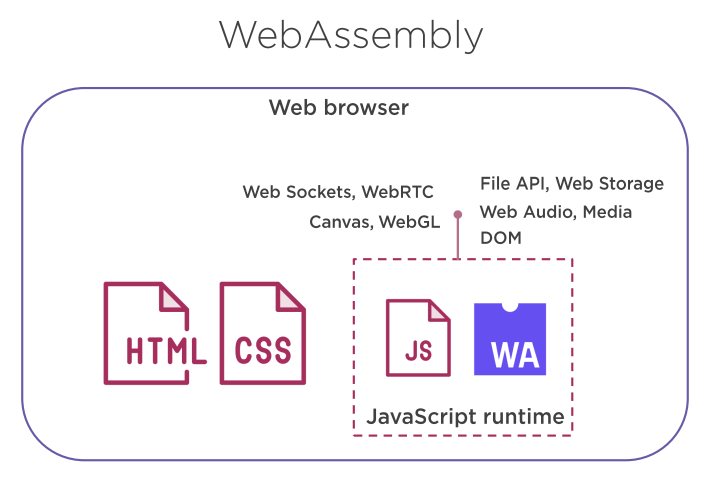 WebAssembly
Web browser
Web Sockets, WebRTC
Canvas, WebGL
File API, Web Storage
Web Audio, Media
DOM
HTML
CSS
JS
WA
JavaScript runtime